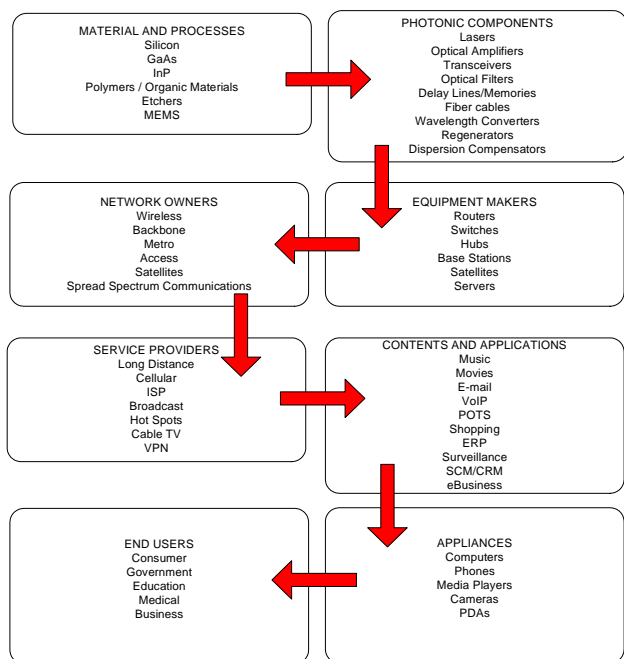 MATERIAL AND PROCESSES
Silicon
GaAs
InP
Polymers / Organic Materials
Etchers
MEMS
PHOTONIC COMPONENTS
Lasers
Optical Amplifiers
Transceivers
Optical Filters
Delay Lines/Memories
Fiber cables
Wavelength Converters
Regenerators
Dispersion Compensators
EQUIPMENT MAKERS
Routers
Switches
Hubs
Base Stations
Satellites
Servers
NETWORK OWNERS
Wireless
Backbone
Metro
Access
Satellites
Spread Spectrum Communications
SERVICE PROVIDERS
Long Distance
Cellular
ISP
Broadcast
Hot Spots
Cable TV
VPN
CONTENTS AND APPLICATIONS
Music
Movies
E-mail
VoIP
POTS
Shopping
ERP
Surveillance
SCM/CRM
eBusiness
APPLIANCES
Computers
Phones
Media Players
Cameras
PDAs
END USERS
Consumer
Government
Education
Medical
Business